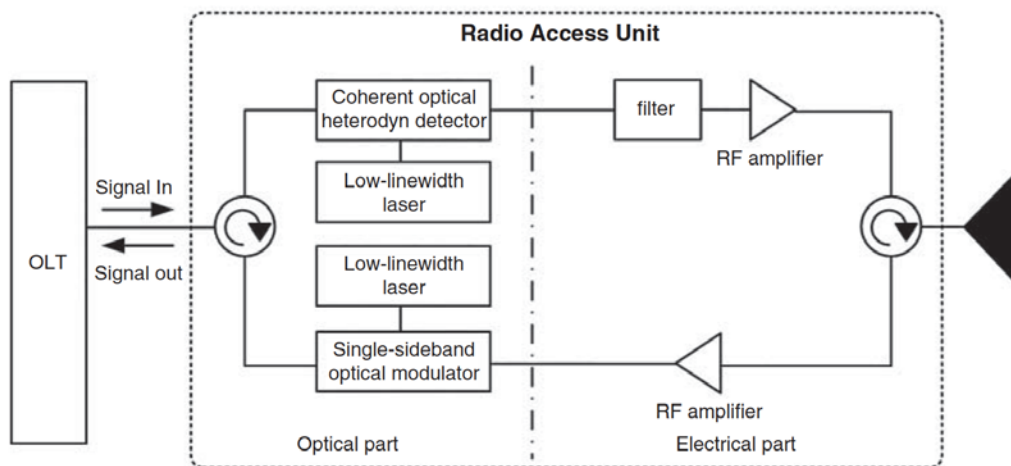 Radio Access Unit
Coherent optical
heterodyn detector
filter
RF amplifier
Low-linewidth
laser
Signal In
OLT
Signal out
Low-linewidth
laser
Single-sideband
optical modulator
RF amplifier
Optical part
Electrical part